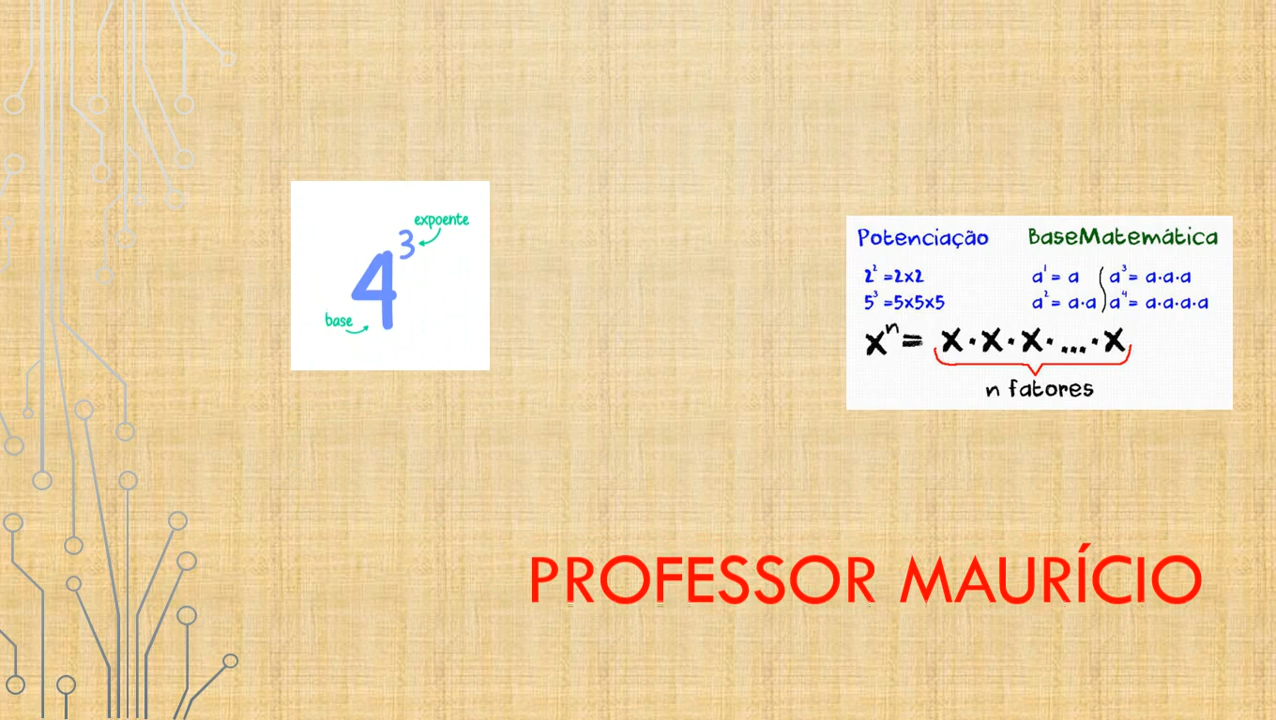 expoente
4³
base
Potenciação BaseMatemática
2² =2x2 a¹ = a a³ = a·a·a
5³ =5x5x5 a² = a·a a⁴ = a·a·a·a
xⁿ = x·x·x·...·x
n fatores
PROFESSOR MAURÍCIO